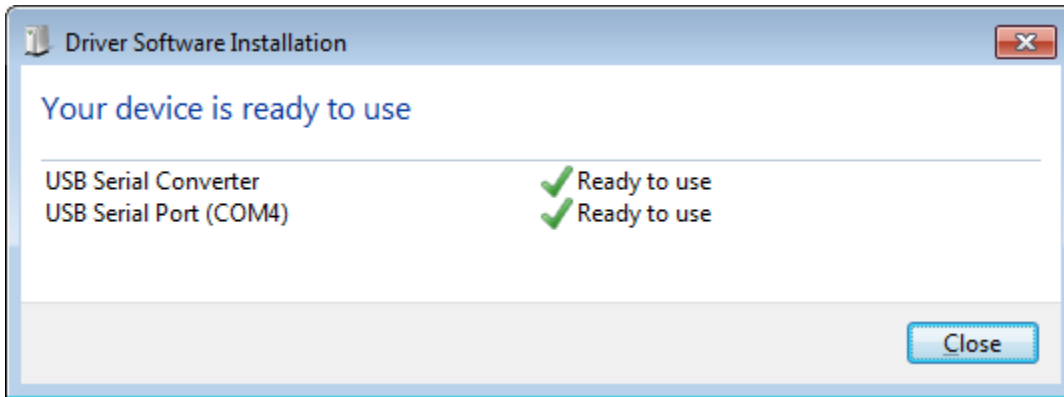 Driver Software Installation
Your device is ready to use
USB Serial Converter Ready to use
USB Serial Port (COM4) Ready to use
Close